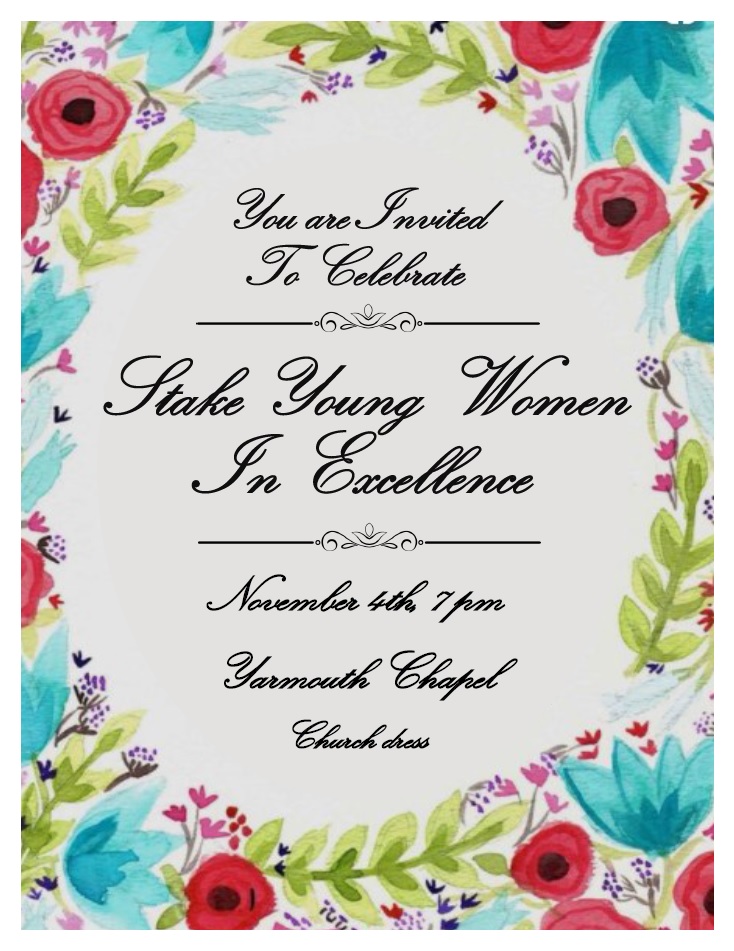 You are Invited
To Celebrate
Stake Young Women
In Excellence
November 4th, 7 pm
Yarmouth Chapel
Church dress